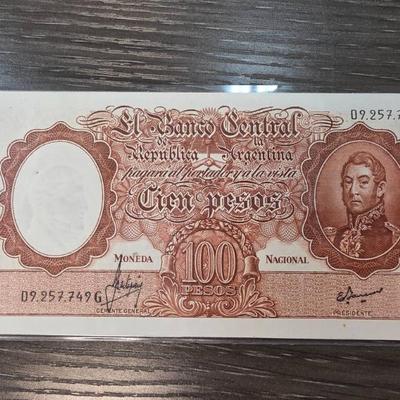 09.257.7
El Banco Central
de la
República Argentina
pagará al portador y a la vista
Cien pesos
MONEDA 100 NACIONAL
PESOS
09.257.749G
GERENTE GENERAL
PRESIDENTE